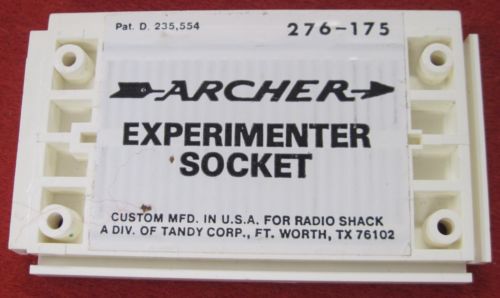 Pat. D. 235,554 276-175
ARCHER
EXPERIMENTER
SOCKET
CUSTOM MFD. IN U.S.A. FOR RADIO SHACK
A DIV. OF TANDY CORP., FT. WORTH, TX 76102